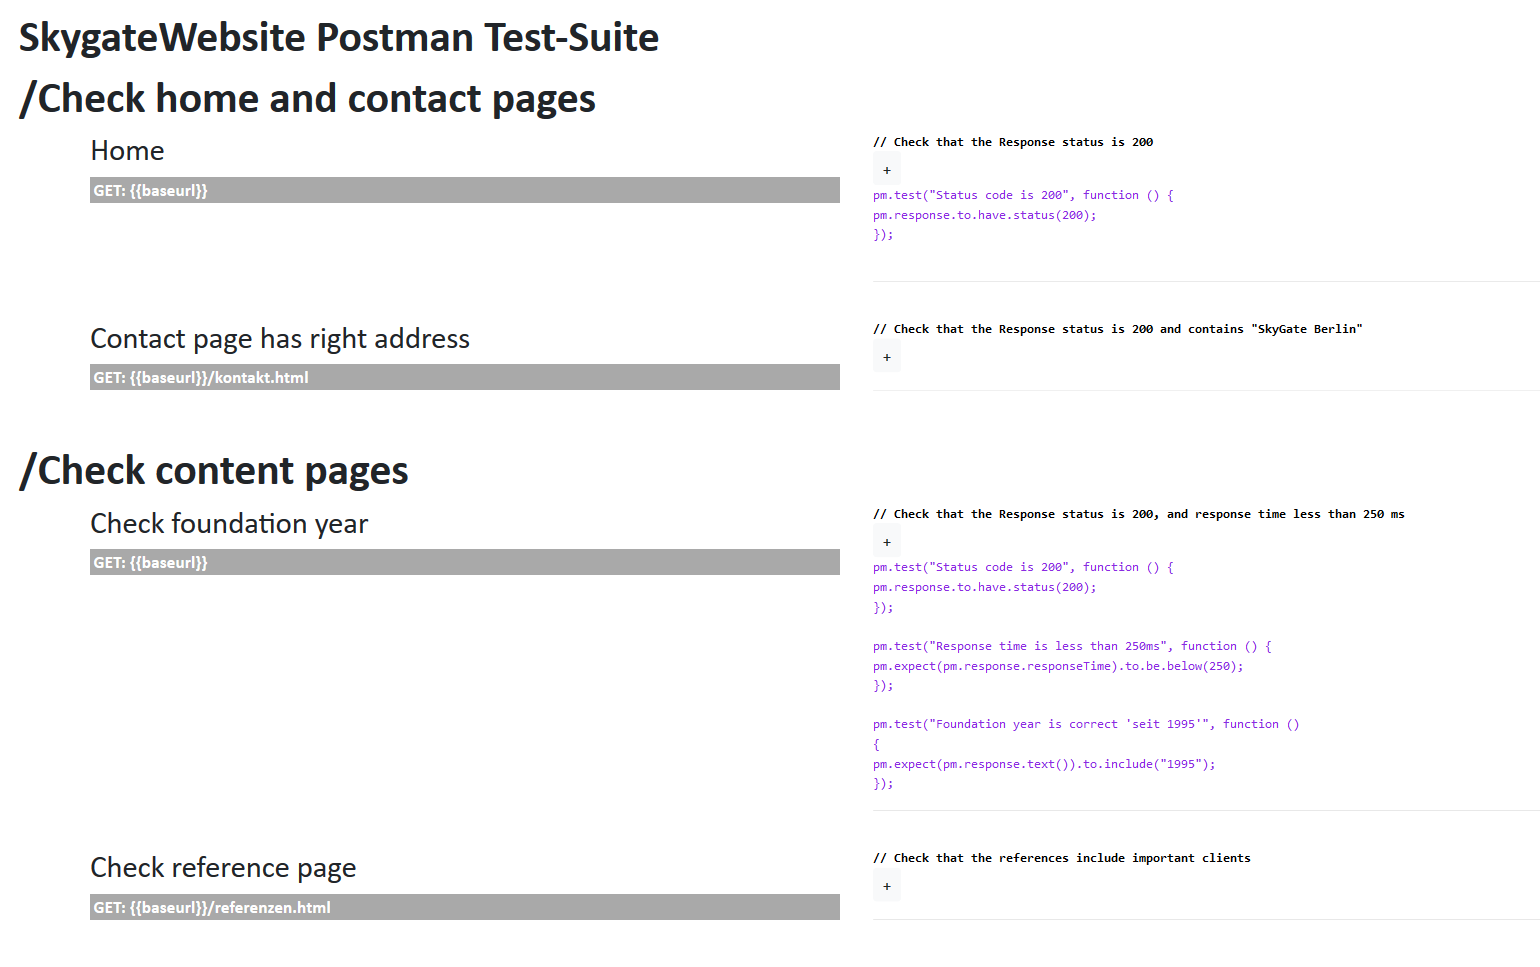 SkygateWebsite Postman Test-Suite
/Check home and contact pages
Home
GET: {{baseurl}}
// Check that the Response status is 200
+
pm.test("Status code is 200", function () {
pm.response.to.have.status(200);
});
Contact page has right address
GET: {{baseurl}}/kontakt.html
// Check that the Response status is 200 and contains "SkyGate Berlin"
+
/Check content pages
Check foundation year
GET: {{baseurl}}
// Check that the Response status is 200, and response time less than 250 ms
+
pm.test("Status code is 200", function () {
pm.response.to.have.status(200);
});
pm.test("Response time is less than 250ms", function () {
pm.expect(pm.response.responseTime).to.be.below(250);
});
pm.test("Foundation year is correct 'seit 1995'", function ()
{
pm.expect(pm.response.text()).to.include("1995");
});
Check reference page
GET: {{baseurl}}/referenzen.html
// Check that the references include important clients
+